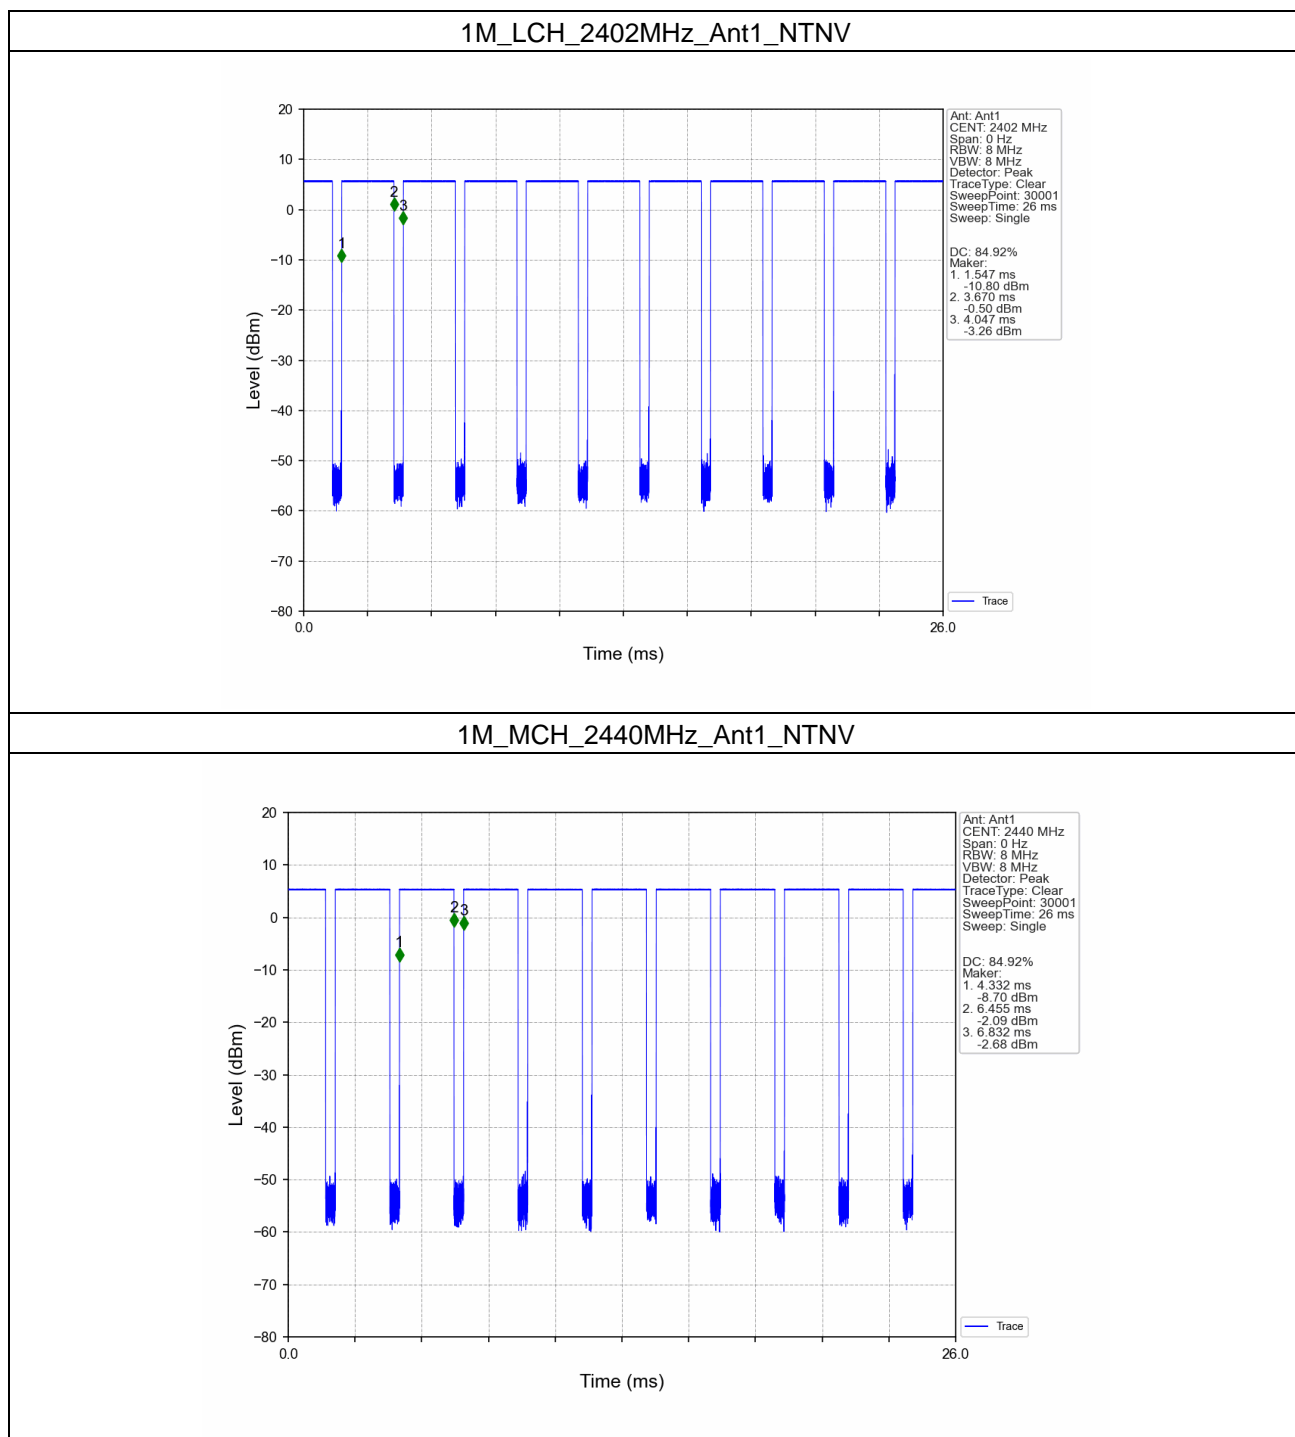 1M_LCH_2402MHz_Ant1_NTNV
20
10
0
−10
−20
−30
−40
−50
−60
−70
−80
Level (dBm)
0.0
26.0
Time (ms)
1
2
3
Ant: Ant1
CENT: 2402 MHz
Span: 0 Hz
RBW: 8 MHz
VBW: 8 MHz
Detector: Peak
TraceType: Clear
SweepPoint: 30001
SweepTime: 26 ms
Sweep: Single
DC: 84.92%
Maker:
1. 1.547 ms
-10.80 dBm
2. 3.670 ms
-0.50 dBm
3. 4.047 ms
-3.26 dBm
Trace
1M_MCH_2440MHz_Ant1_NTNV
20
10
0
−10
−20
−30
−40
−50
−60
−70
−80
Level (dBm)
0.0
26.0
Time (ms)
1
2
3
Ant: Ant1
CENT: 2440 MHz
Span: 0 Hz
RBW: 8 MHz
VBW: 8 MHz
Detector: Peak
TraceType: Clear
SweepPoint: 30001
SweepTime: 26 ms
Sweep: Single
DC: 84.92%
Maker:
1. 4.332 ms
-8.70 dBm
2. 6.455 ms
-2.09 dBm
3. 6.832 ms
-2.68 dBm
Trace